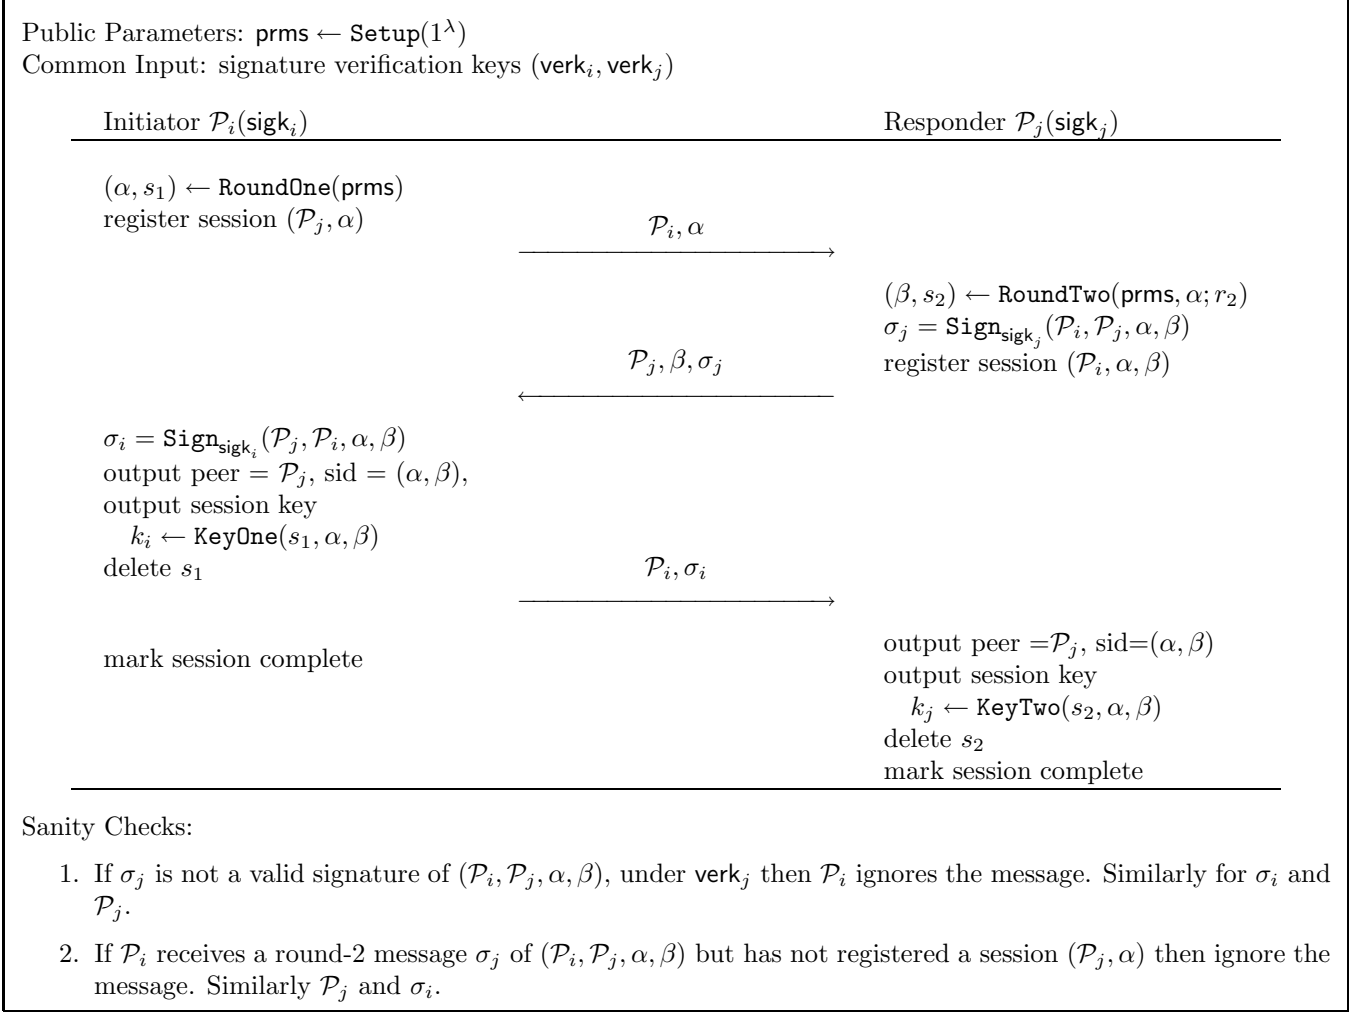 Public Parameters: prms ← Setup(1^λ)
Common Input: signature verification keys (verk_i, verk_j)
Initiator 𝒫_i(sigk_i)
Responder 𝒫_j(sigk_j)
(α, s_1) ← RoundOne(prms)
register session (𝒫_j, α)
𝒫_i, α
(β, s_2) ← RoundTwo(prms, α; r_2)
σ_j = Sign_{sigk_j}(𝒫_i, 𝒫_j, α, β)
register session (𝒫_i, α, β)
𝒫_j, β, σ_j
σ_i = Sign_{sigk_i}(𝒫_j, 𝒫_i, α, β)
output peer = 𝒫_j, sid = (α, β),
output session key
k_i ← KeyOne(s_1, α, β)
delete s_1
𝒫_i, σ_i
mark session complete
output peer =𝒫_j, sid=(α, β)
output session key
k_j ← KeyTwo(s_2, α, β)
delete s_2
mark session complete
Sanity Checks:
1. If σ_j is not a valid signature of (𝒫_i, 𝒫_j, α, β), under verk_j then 𝒫_i ignores the message. Similarly for σ_i and
𝒫_j.
2. If 𝒫_i receives a round-2 message σ_j of (𝒫_i, 𝒫_j, α, β) but has not registered a session (𝒫_j, α) then ignore the
message. Similarly 𝒫_j and σ_i.